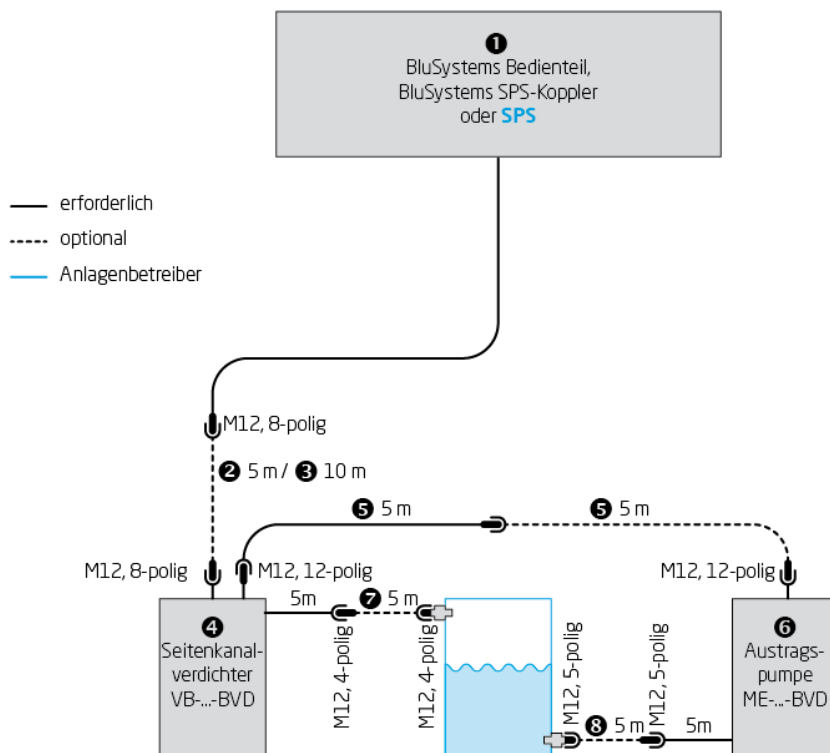 ❶
BluSystems Bedienteil,
BluSystems SPS-Koppler
oder SPS
erforderlich
optional
Anlagenbetreiber
M12, 8-polig
❷ 5 m / ❸ 10 m
❺ 5 m
❺ 5 m
M12, 8-polig
M12, 12-polig
M12, 12-polig
❹
Seitenkanal-
verdichter
VB-...-BVD
5m
❼ 5 m
M12, 4-polig
M12, 4-polig
M12, 5-polig
M12, 5-polig
❽ 5 m
5m
❻
Austrags-
pumpe
ME-...-BVD